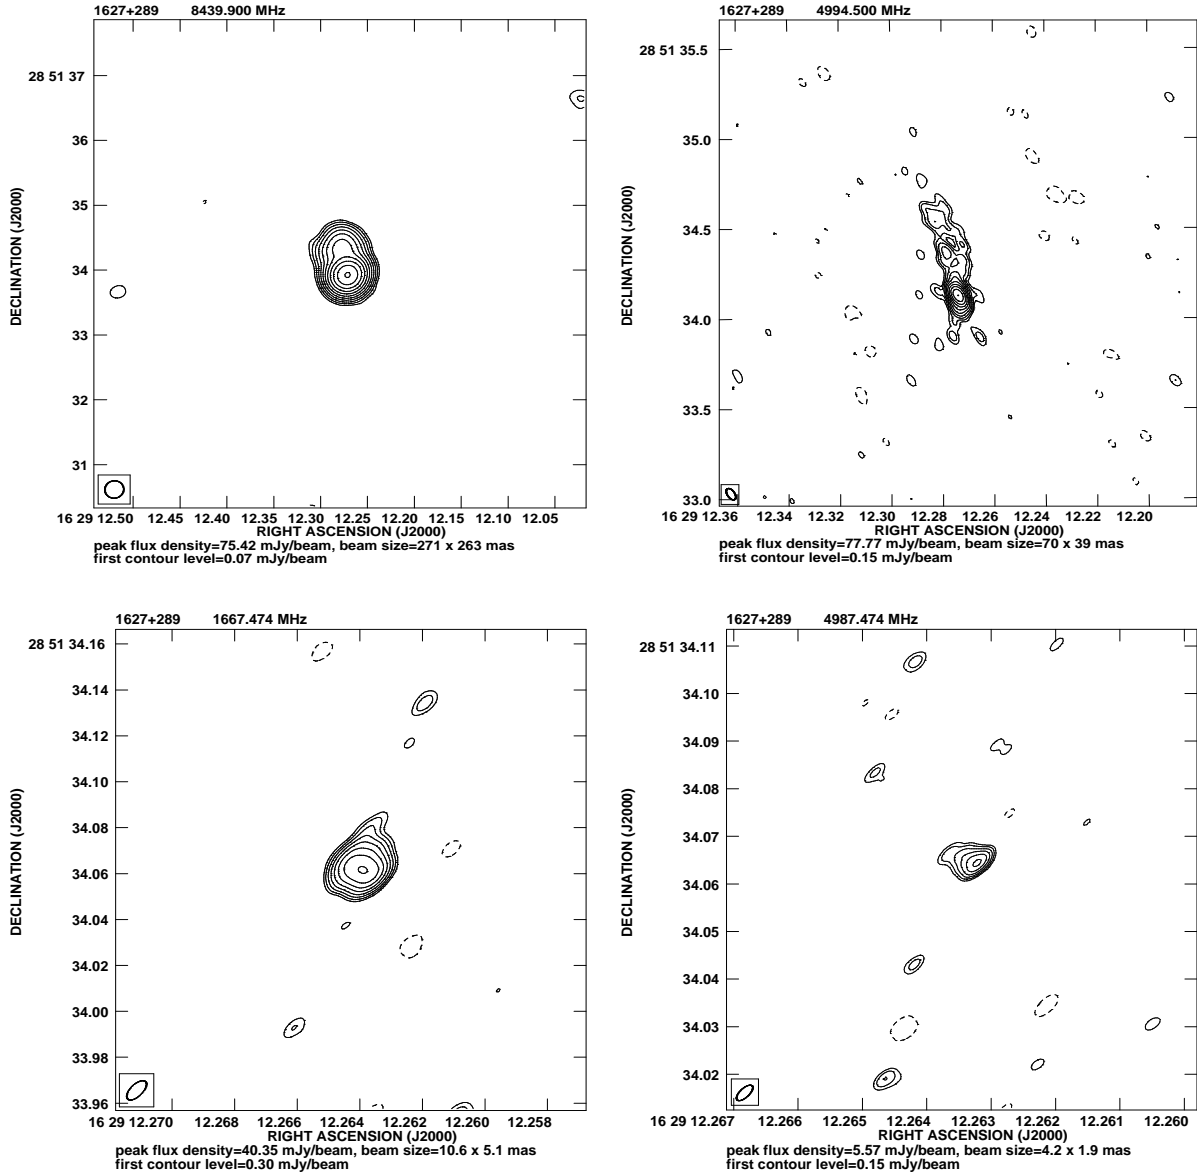 1627+289 8439.900 MHz
28 51 37
36
35
34
33
32
31
DECLINATION (J2000)
16 29 12.50 12.45 12.40 12.35 12.30 12.25 12.20 12.15 12.10 12.05
RIGHT ASCENSION (J2000)
peak flux density=75.42 mJy/beam, beam size=271 x 263 mas
first contour level=0.07 mJy/beam
1627+289 4994.500 MHz
28 51 35.5
35.0
34.5
34.0
33.5
33.0
DECLINATION (J2000)
16 29 12.36 12.34 12.32 12.30 12.28 12.26 12.24 12.22 12.20
RIGHT ASCENSION (J2000)
peak flux density=77.77 mJy/beam, beam size=70 x 39 mas
first contour level=0.15 mJy/beam
1627+289 1667.474 MHz
28 51 34.16
34.14
34.12
34.10
34.08
34.06
34.04
34.02
34.00
33.98
33.96
DECLINATION (J2000)
16 29 12.270 12.268 12.266 12.264 12.262 12.260 12.258
RIGHT ASCENSION (J2000)
peak flux density=40.35 mJy/beam, beam size=10.6 x 5.1 mas
first contour level=0.30 mJy/beam
1627+289 4987.474 MHz
28 51 34.11
34.10
34.09
34.08
34.07
34.06
34.05
34.04
34.03
34.02
DECLINATION (J2000)
16 29 12.267 12.266 12.265 12.264 12.263 12.262 12.261 12.260
RIGHT ASCENSION (J2000)
peak flux density=5.57 mJy/beam, beam size=4.2 x 1.9 mas
first contour level=0.15 mJy/beam